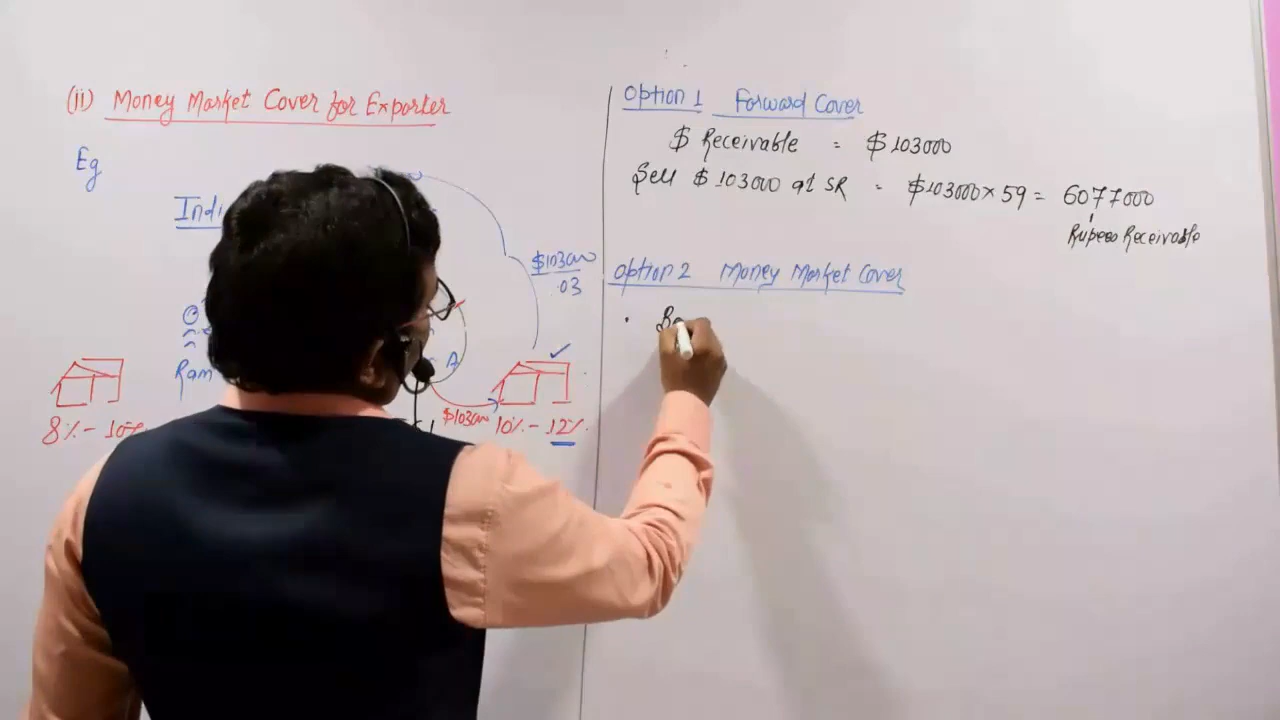 (ii) Money Market Cover for Exporter
Eg
Indi
Ram
8%- 10%
A
$103000
$103000
.03
10%- 12%.
Option 1 Forward Cover
$ Receivable = $103000
Sell $103000 at SR = $103000×59 = 6077000
Rupees Receivable
Option 2 Money Market Cover